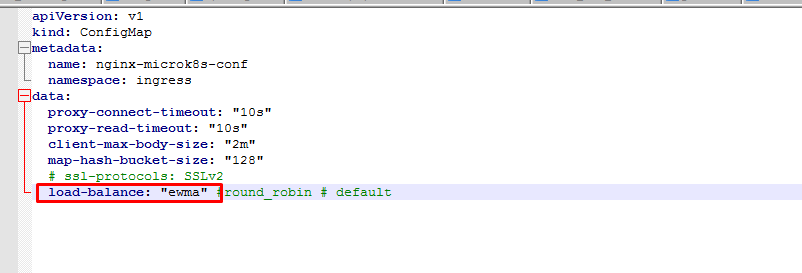 apiVersion: v1
kind: ConfigMap
metadata:
  name: nginx-microk8s-conf
  namespace: ingress
data:
  proxy-connect-timeout: "10s"
  proxy-read-timeout: "10s"
  client-max-body-size: "2m"
  map-hash-bucket-size: "128"
  # ssl-protocols: SSLv2
  load-balance: "ewma" #round_robin # default